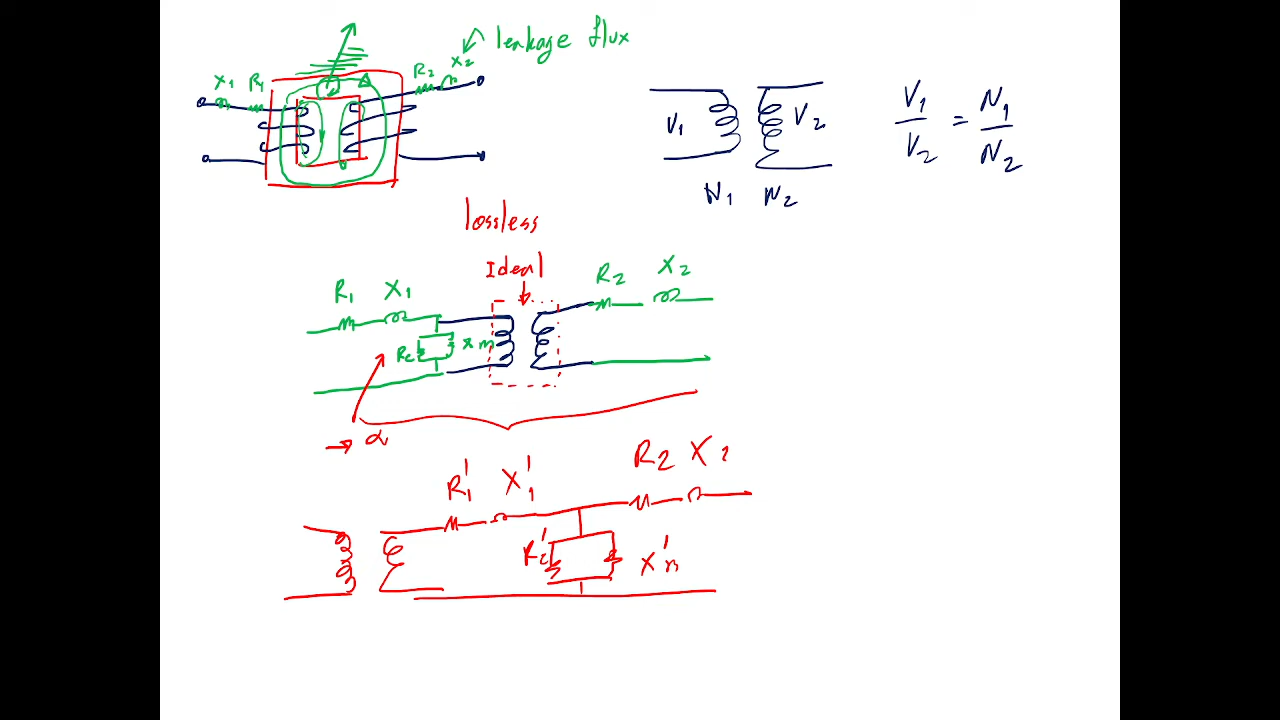 leakage flux
X1 R1 R2 X2
V1 V2 V1/V2 = N1/N2
N1 N2
lossless
Ideal
R1 X1 R2 X2
Rc Xm
α
R1' X1' R2 X2
Rc' X'm